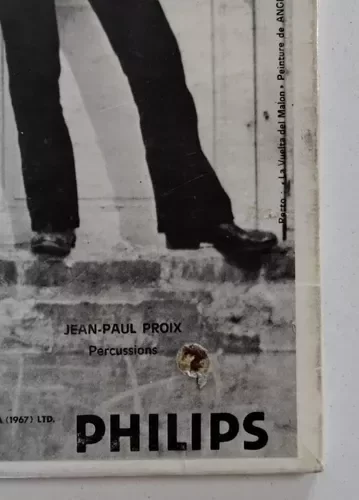 Recto : « La Vuelta del Malon » Peinture de ANG
JEAN-PAUL PROIX
Percussions
A (1967) LTD.
PHILIPS